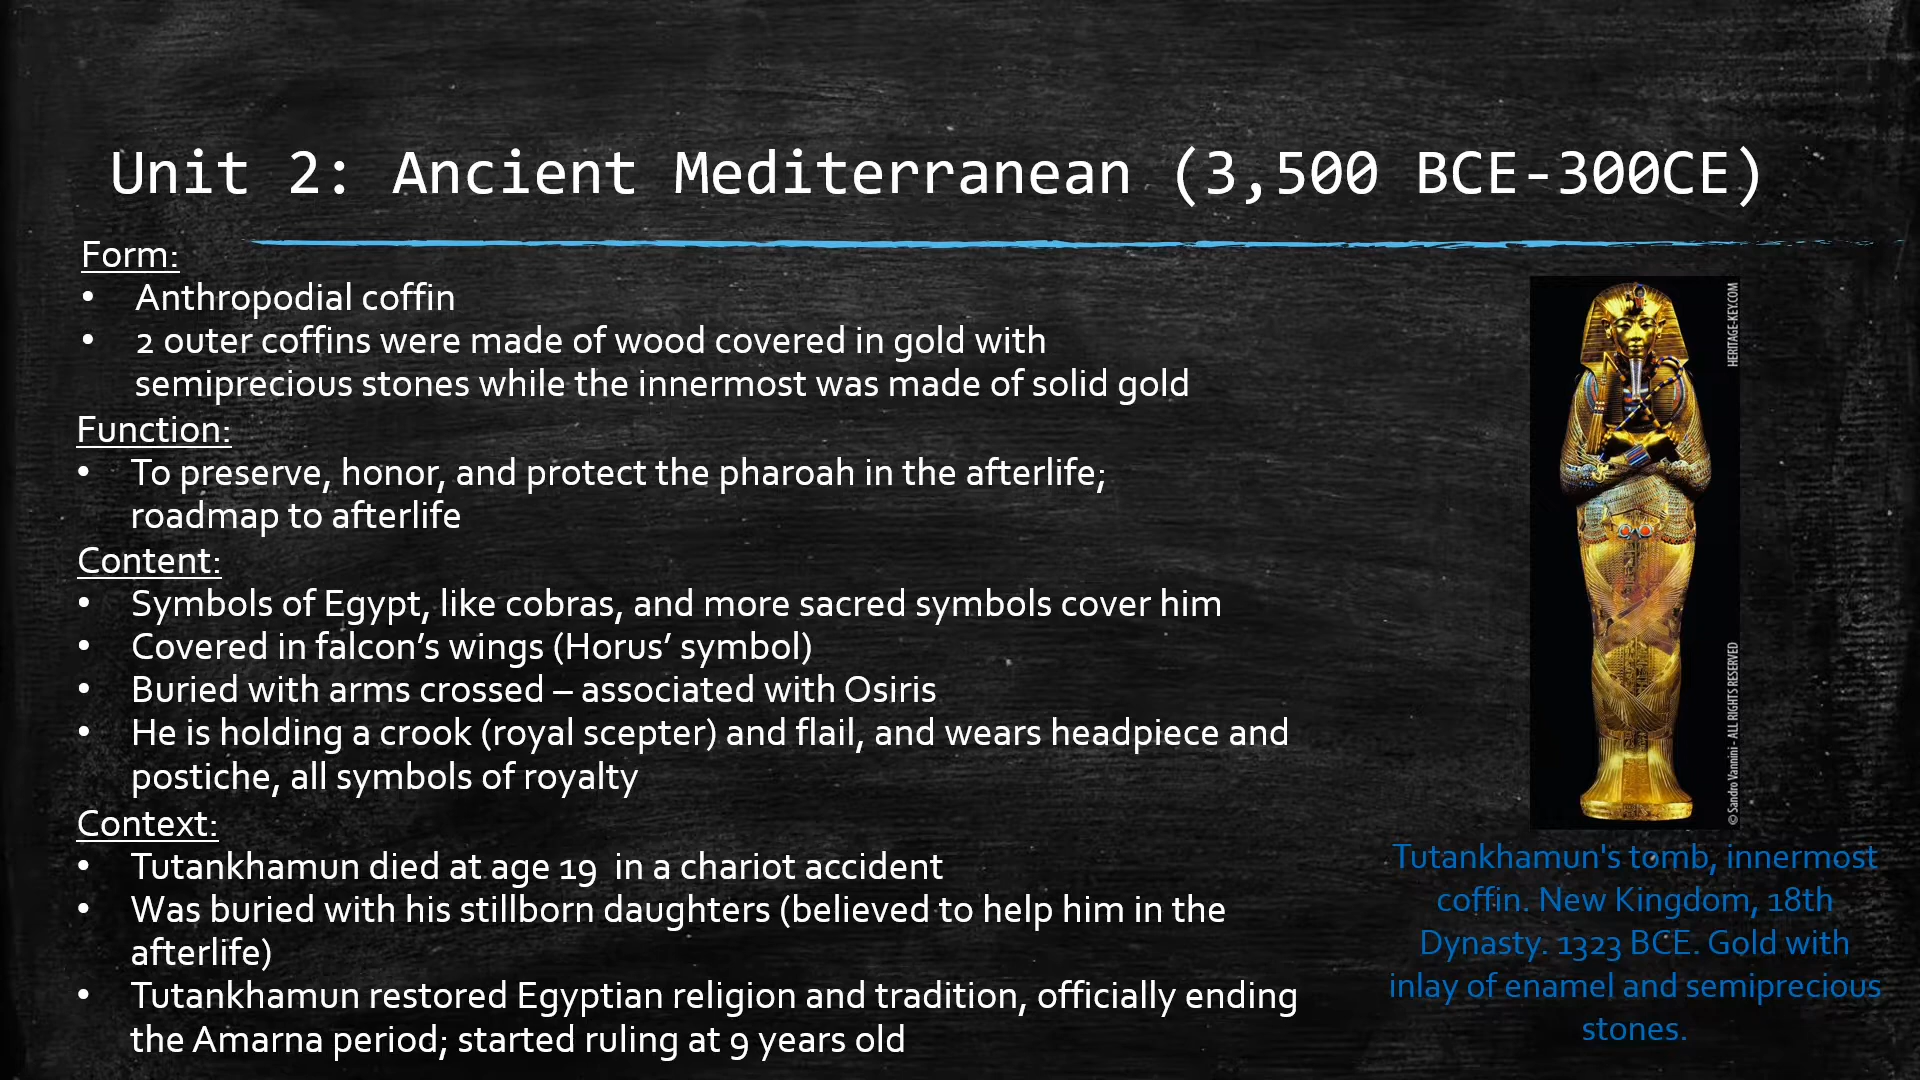 Unit 2: Ancient Mediterranean (3,500 BCE-300CE)
Form:
• Anthropodial coffin
• 2 outer coffins were made of wood covered in gold with
semiprecious stones while the innermost was made of solid gold
Function:
• To preserve, honor, and protect the pharoah in the afterlife;
roadmap to afterlife
Content:
• Symbols of Egypt, like cobras, and more sacred symbols cover him
• Covered in falcon’s wings (Horus’ symbol)
• Buried with arms crossed – associated with Osiris
• He is holding a crook (royal scepter) and flail, and wears headpiece and
postiche, all symbols of royalty
Context:
• Tutankhamun died at age 19  in a chariot accident
• Was buried with his stillborn daughters (believed to help him in the
afterlife)
• Tutankhamun restored Egyptian religion and tradition, officially ending
the Amarna period; started ruling at 9 years old
HERITAGE-KEY.COM
© Sandro Vannini - ALL RIGHTS RESERVED
Tutankhamun's tomb, innermost
coffin. New Kingdom, 18th
Dynasty. 1323 BCE. Gold with
inlay of enamel and semiprecious
stones.